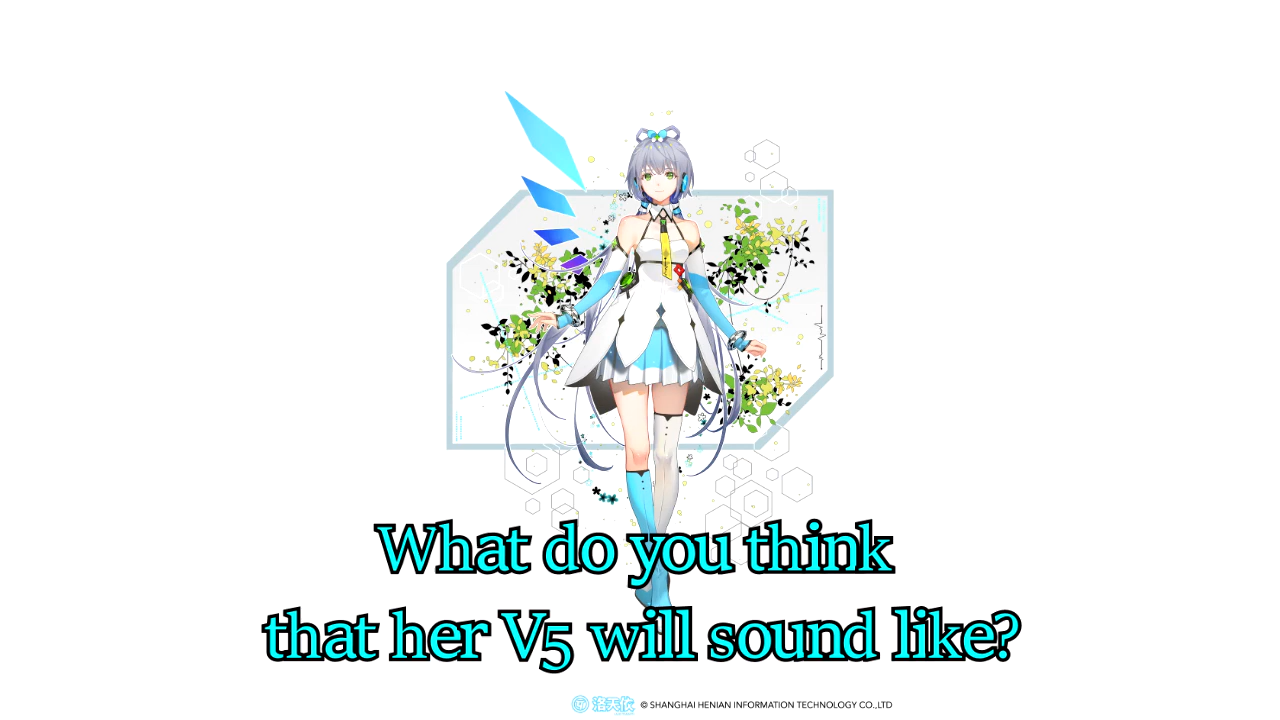 What do you think
that her V5 will sound like?
洛天依 © SHANGHAI HENIAN INFORMATION TECHNOLOGY CO.,LTD